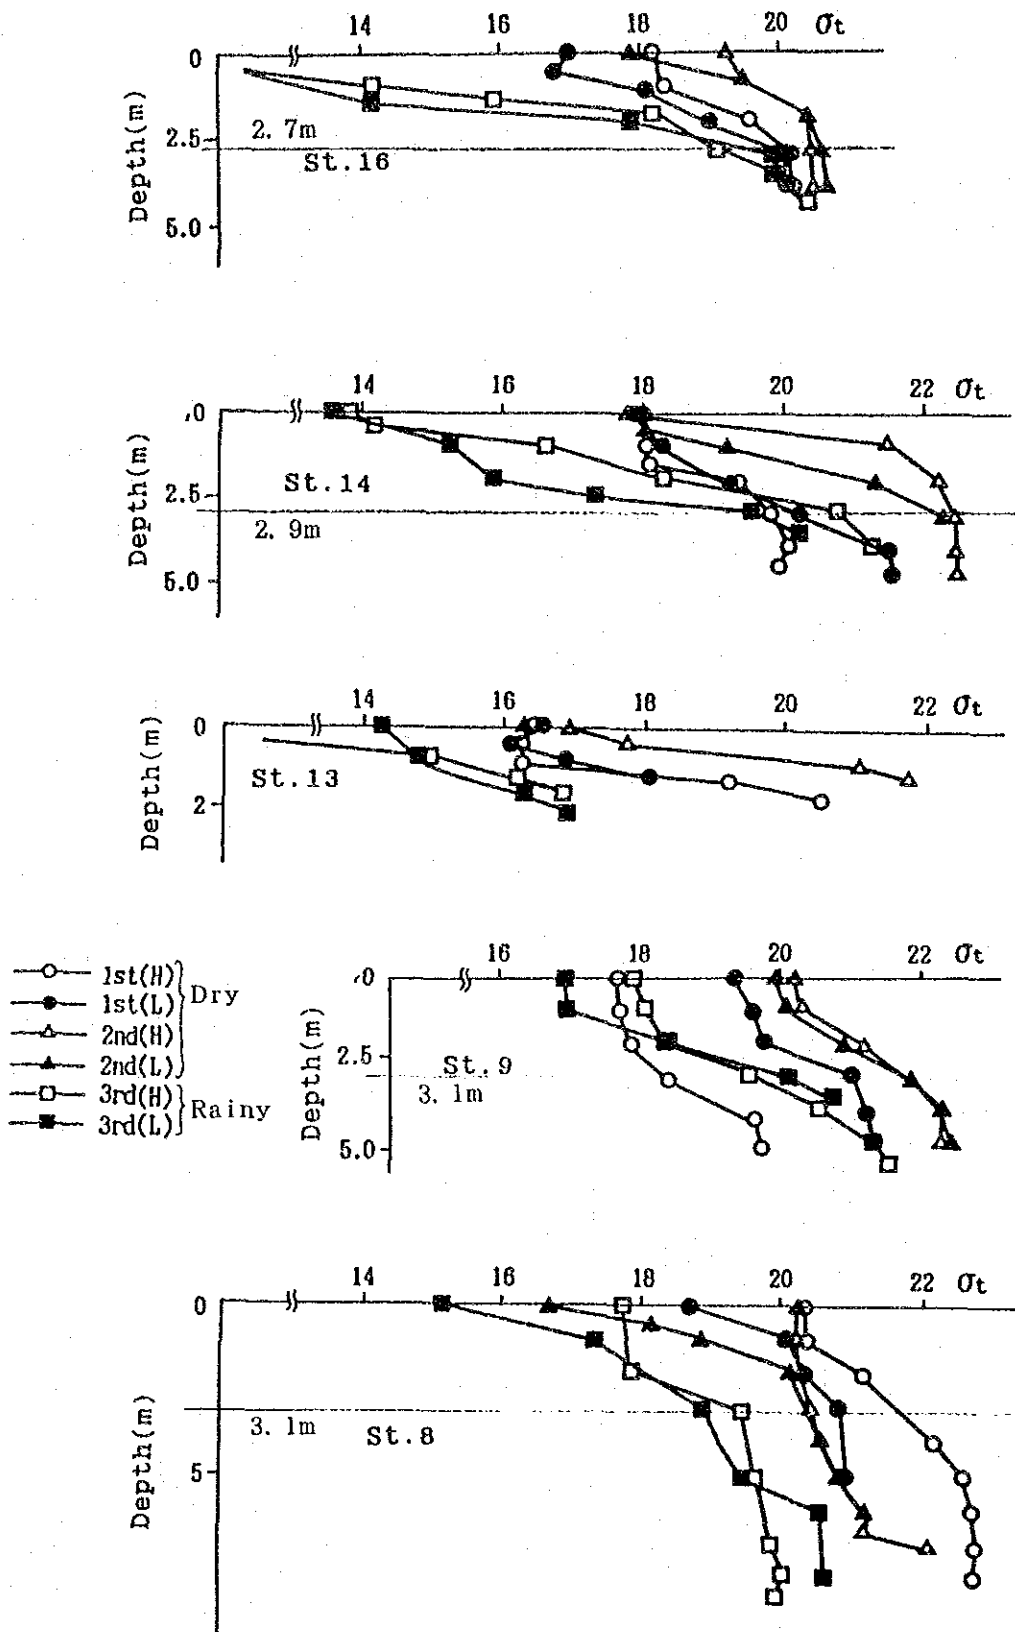 14 16 18 20 σt
0
2.5
5.0
Depth(m)
2.7m
St.16
14 16 18 20 22 σt
0
2.5
5.0
Depth(m)
St.14
2.9m
14 16 18 20 σt
0
2
Depth(m)
St.13
1st(H)
1st(L)
2nd(H)
2nd(L)
Dry
3rd(H)
3rd(L)
Rainy
16 18 20 22 σt
0
2.5
5.0
Depth(m)
St.9
3.1m
14 16 18 20 22 σt
0
5
Depth(m)
3.1m
St.8